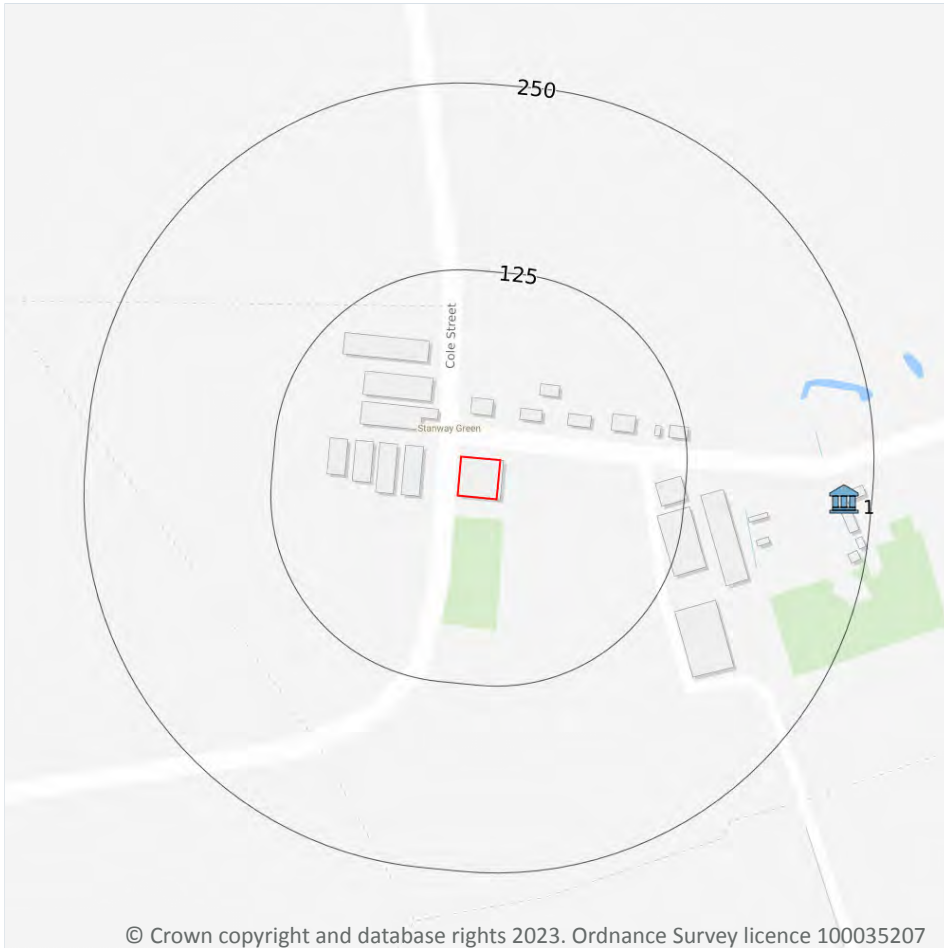 250
125
Cole Street
Stanway Green
1
© Crown copyright and database rights 2023. Ordnance Survey licence 100035207